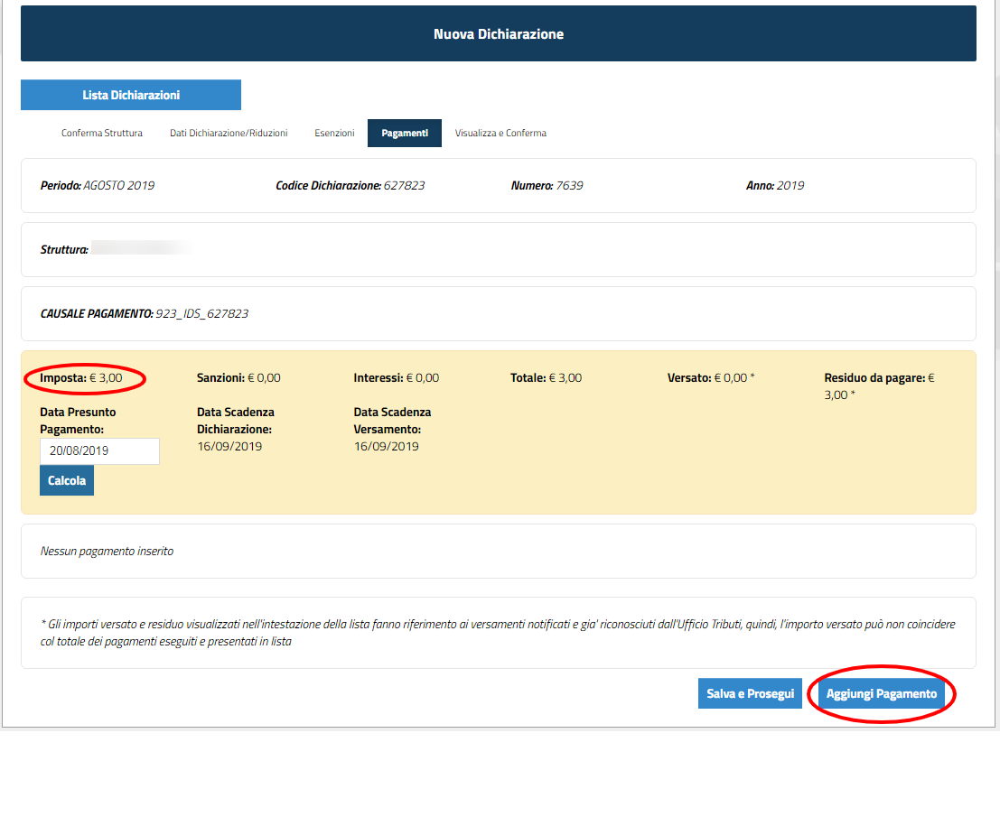 Nuova Dichiarazione
Lista Dichiarazioni
Conferma Struttura Dati Dichiarazione/Riduzioni Esenzioni Pagamenti Visualizza e Conferma
Periodo: AGOSTO 2019 Codice Dichiarazione: 627823 Numero: 7639 Anno: 2019
Struttura:
CAUSALE PAGAMENTO: 923_IDS_627823
Imposta: € 3,00 Sanzioni: € 0,00 Interessi: € 0,00 Totale: € 3,00 Versato: € 0,00 * Residuo da pagare: €
3,00 *
Data Presunto Data Scadenza Data Scadenza
Pagamento: Dichiarazione: Versamento:
20/08/2019 16/09/2019 16/09/2019
Calcola
Nessun pagamento inserito
* Gli importi versato e residuo visualizzati nell'intestazione della lista fanno riferimento ai versamenti notificati e gia' riconosciuti dall'Ufficio Tributi, quindi, l'importo versato può non coincidere
col totale dei pagamenti eseguiti e presentati in lista
Salva e Prosegui Aggiungi Pagamento